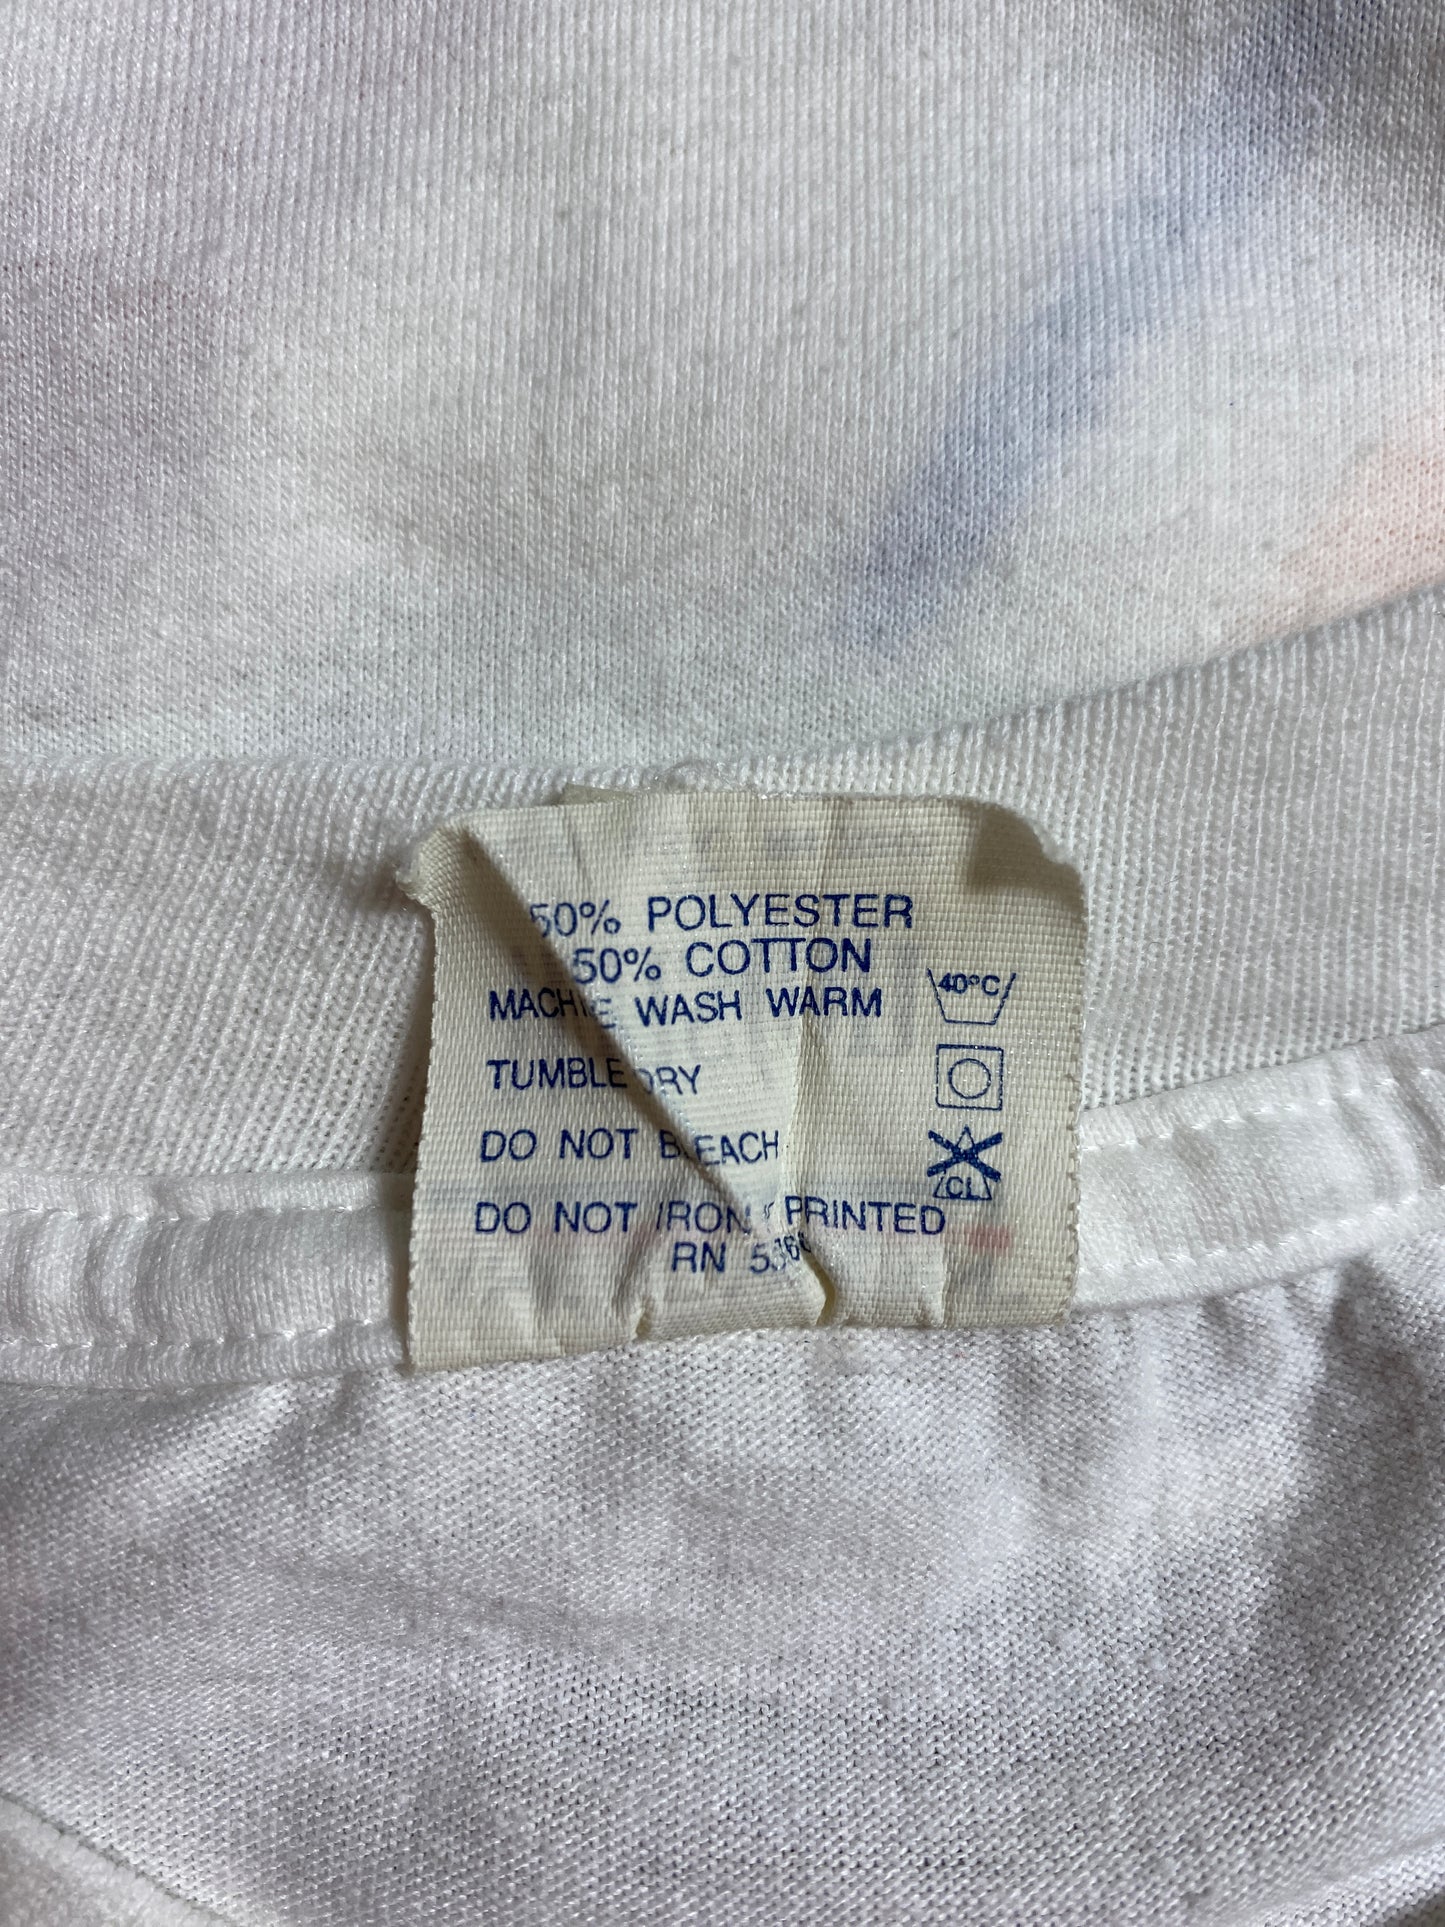 50% POLYESTER
50% COTTON
MACHINE WASH WARM
40°C
TUMBLE DRY
DO NOT BLEACH
CL
DO NOT IRON PRINTED
RN